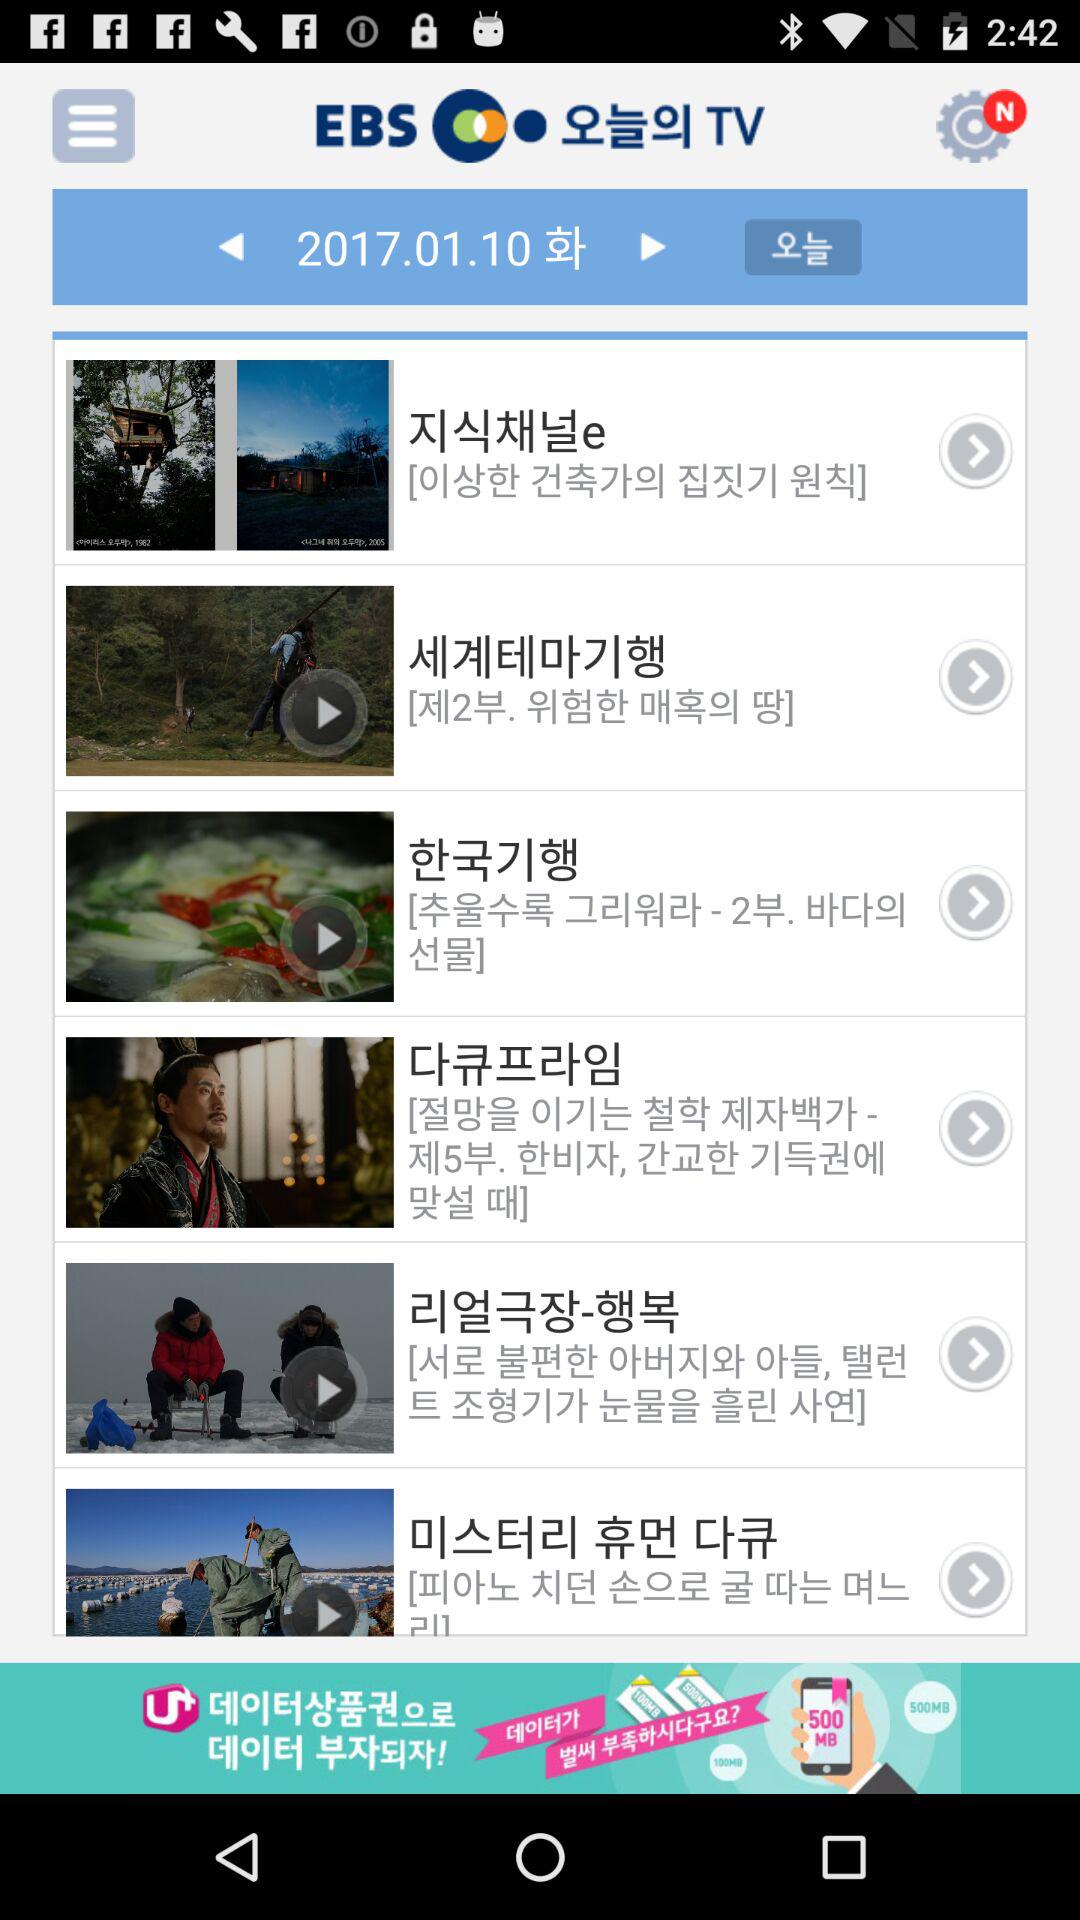 2:42
EBS 오늘의 TV
N
2017.01.10 화
오늘
지식채널e
[이상한 건축가의 집짓기 원칙]
<아이리스 오두막>, 1982
<나그네 쥐의 오두막>, 2005
세계테마기행
[제2부. 위험한 매혹의 땅]
한국기행
[추울수록 그리워라 - 2부. 바다의
선물]
다큐프라임
[절망을 이기는 철학 제자백가 -
제5부. 한비자, 간교한 기득권에
맞설 때]
리얼극장-행복
[서로 불편한 아버지와 아들, 탤런
트 조형기가 눈물을 흘린 사연]
미스터리 휴먼 다큐
[피아노 치던 손으로 굴 따는 며느
리]
U+ 데이터상품권으로
데이터 부자되자!
데이터가
벌써 부족하시다구요?
100MB
500MB
500
MB
100MB
500MB